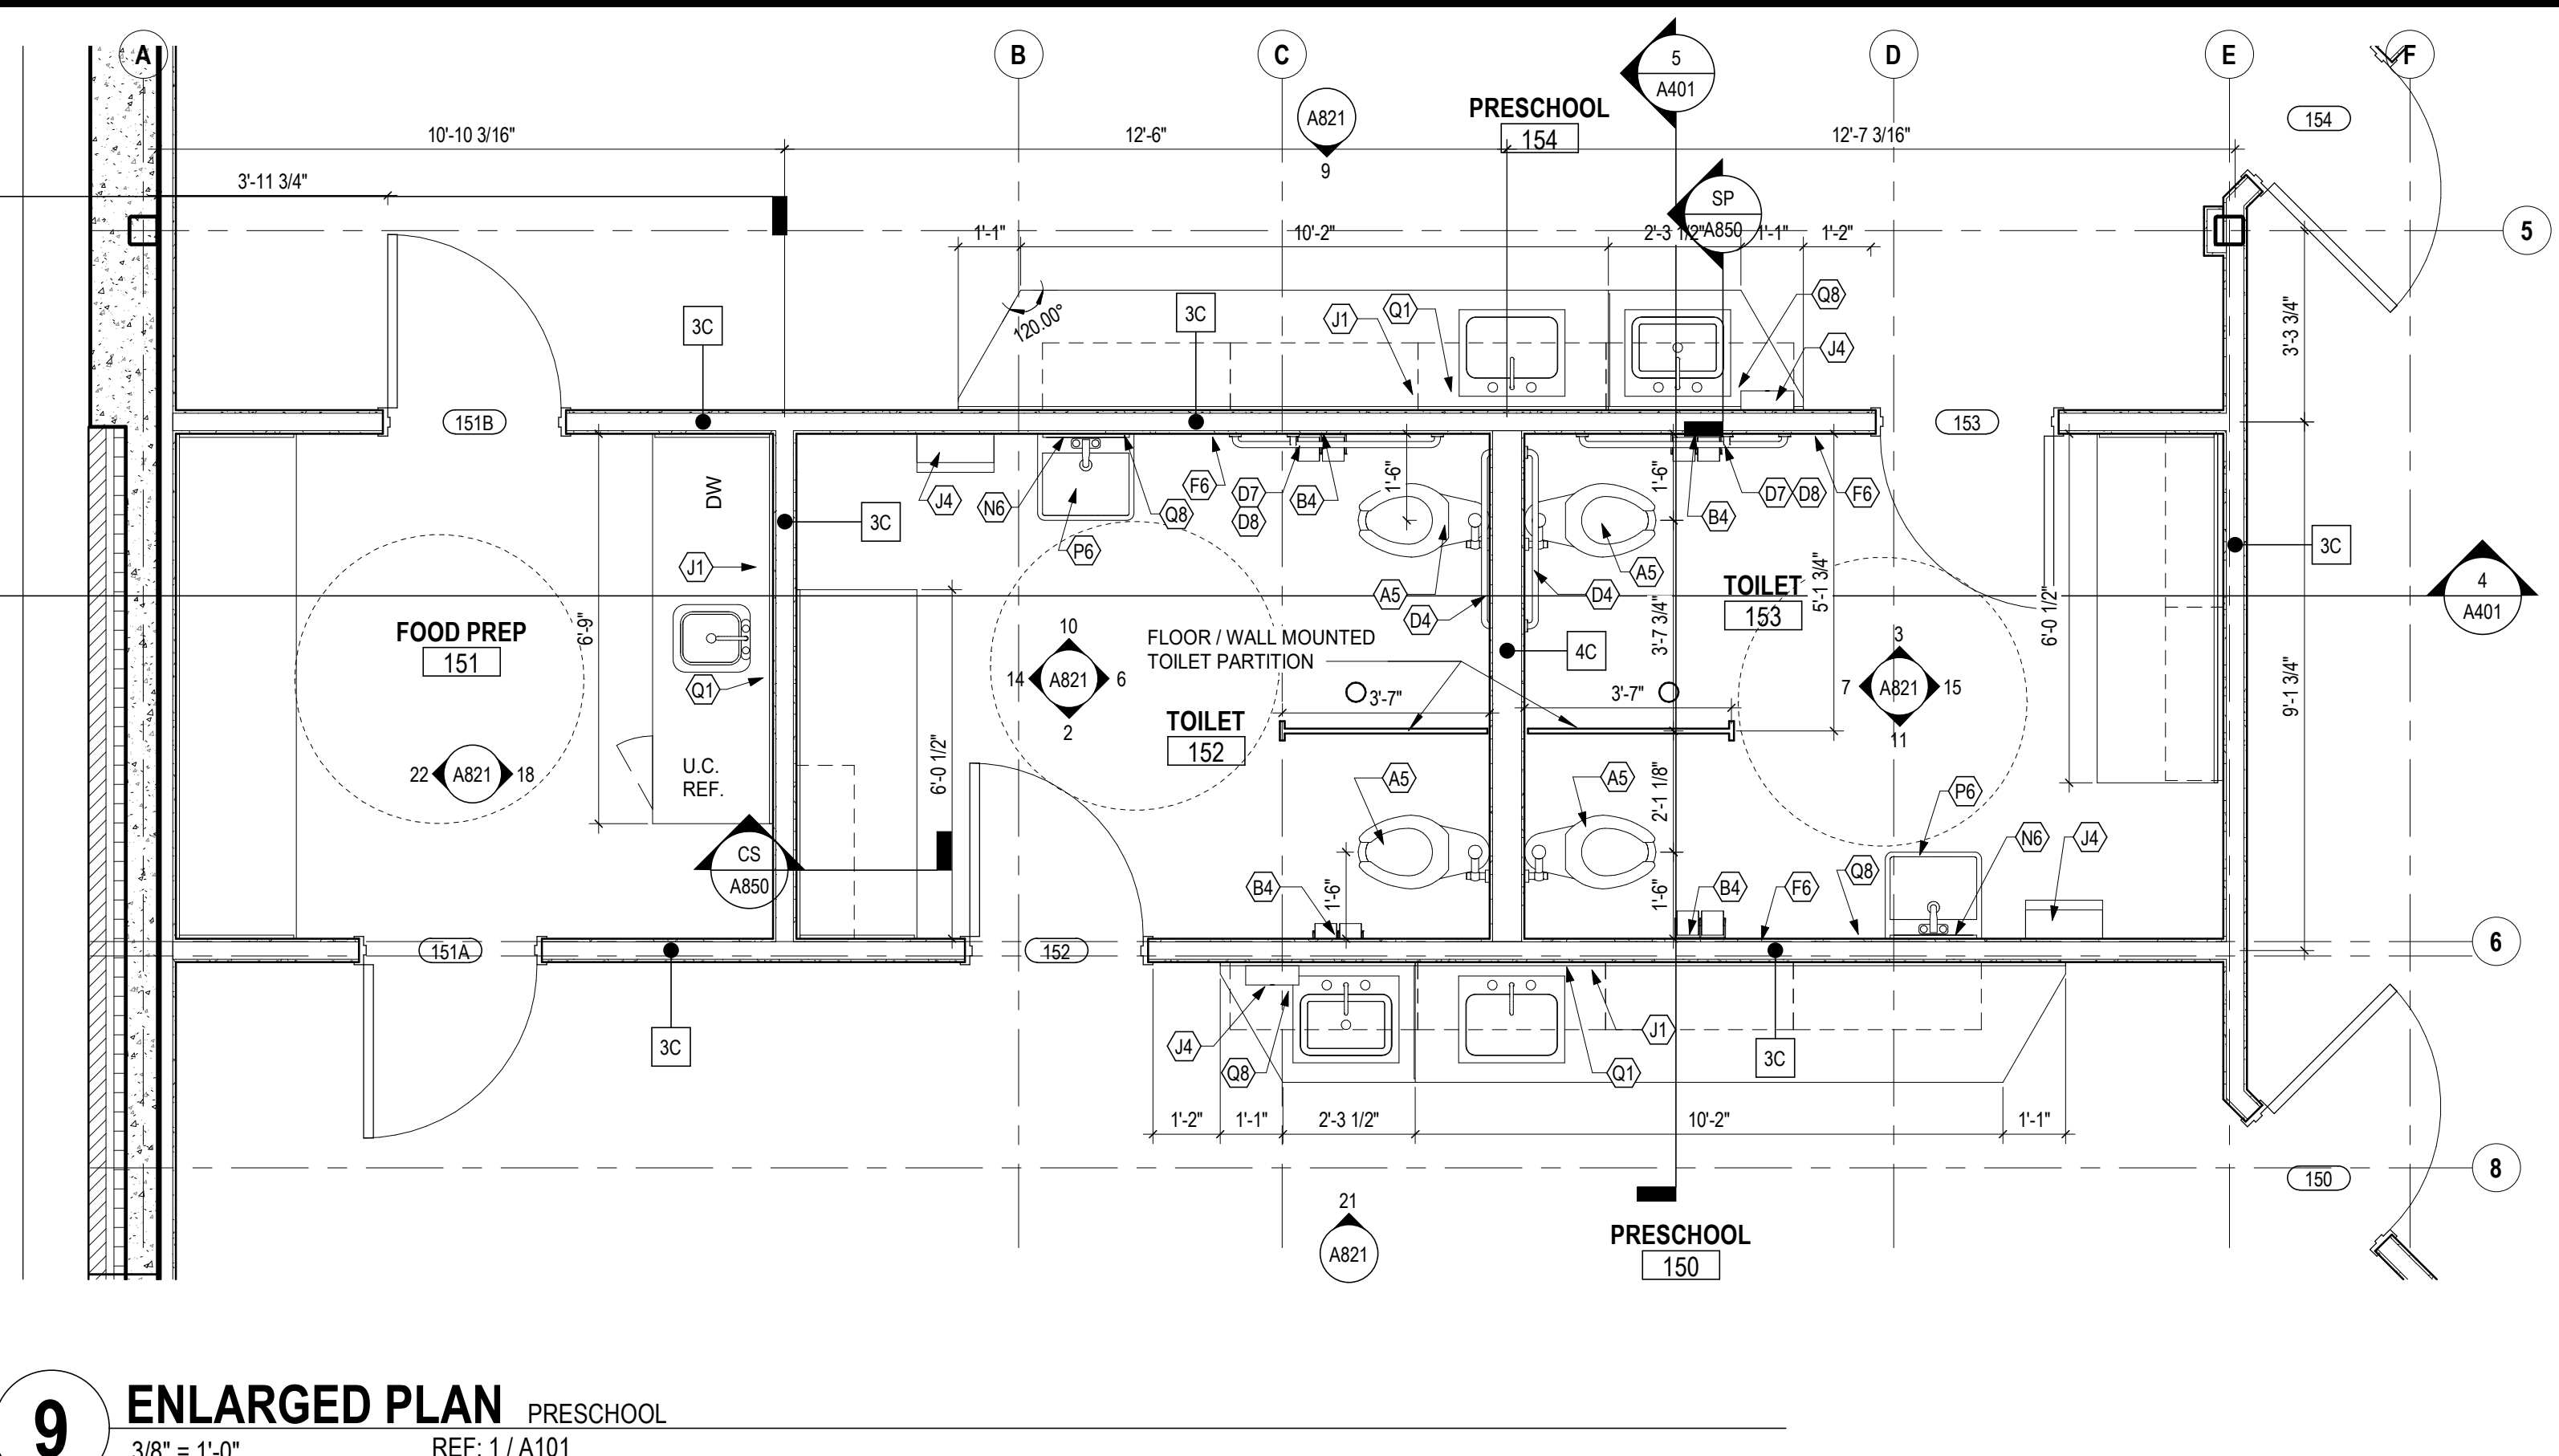 A
B
C
D
E
F
5
A401
PRESCHOOL
154
A821
9
154
10'-10 3/16"
12'-6"
12'-7 3/16"
3'-11 3/4"
SP
A850
1'-1"
10'-2"
2'-3 1/2"
1'-1"
1'-2"
5
120.00°
3C
3C
J1
Q1
Q8
J4
3'-3 3/4"
151B
153
DW
J4
N6
Q8
F6
D7
D8
B4
1'-6"
1'-6"
B4
D7
D8
F6
3C
3C
J1
P6
A5
D4
A5
D4
TOILET
153
5'-1 3/4"
6'-0 1/2"
4
A401
FOOD PREP
151
6'-9"
10
14
A821
6
2
FLOOR / WALL MOUNTED
TOILET PARTITION
4C
3'-7 3/4"
3
7
A821
15
11
Q1
TOILET
152
3'-7"
3'-7"
9'-1 3/4"
22
A821
18
U.C.
REF.
6'-0 1/2"
A5
A5
2'-1 1/8"
P6
CS
A850
B4
1'-6"
1'-6"
B4
F6
Q8
N6
J4
151A
152
6
3C
J4
Q8
J1
Q1
3C
1'-2"
1'-1"
2'-3 1/2"
10'-2"
1'-1"
8
150
21
A821
PRESCHOOL
150
9
ENLARGED PLAN PRESCHOOL
3/8" = 1'-0"
REF: 1 / A101